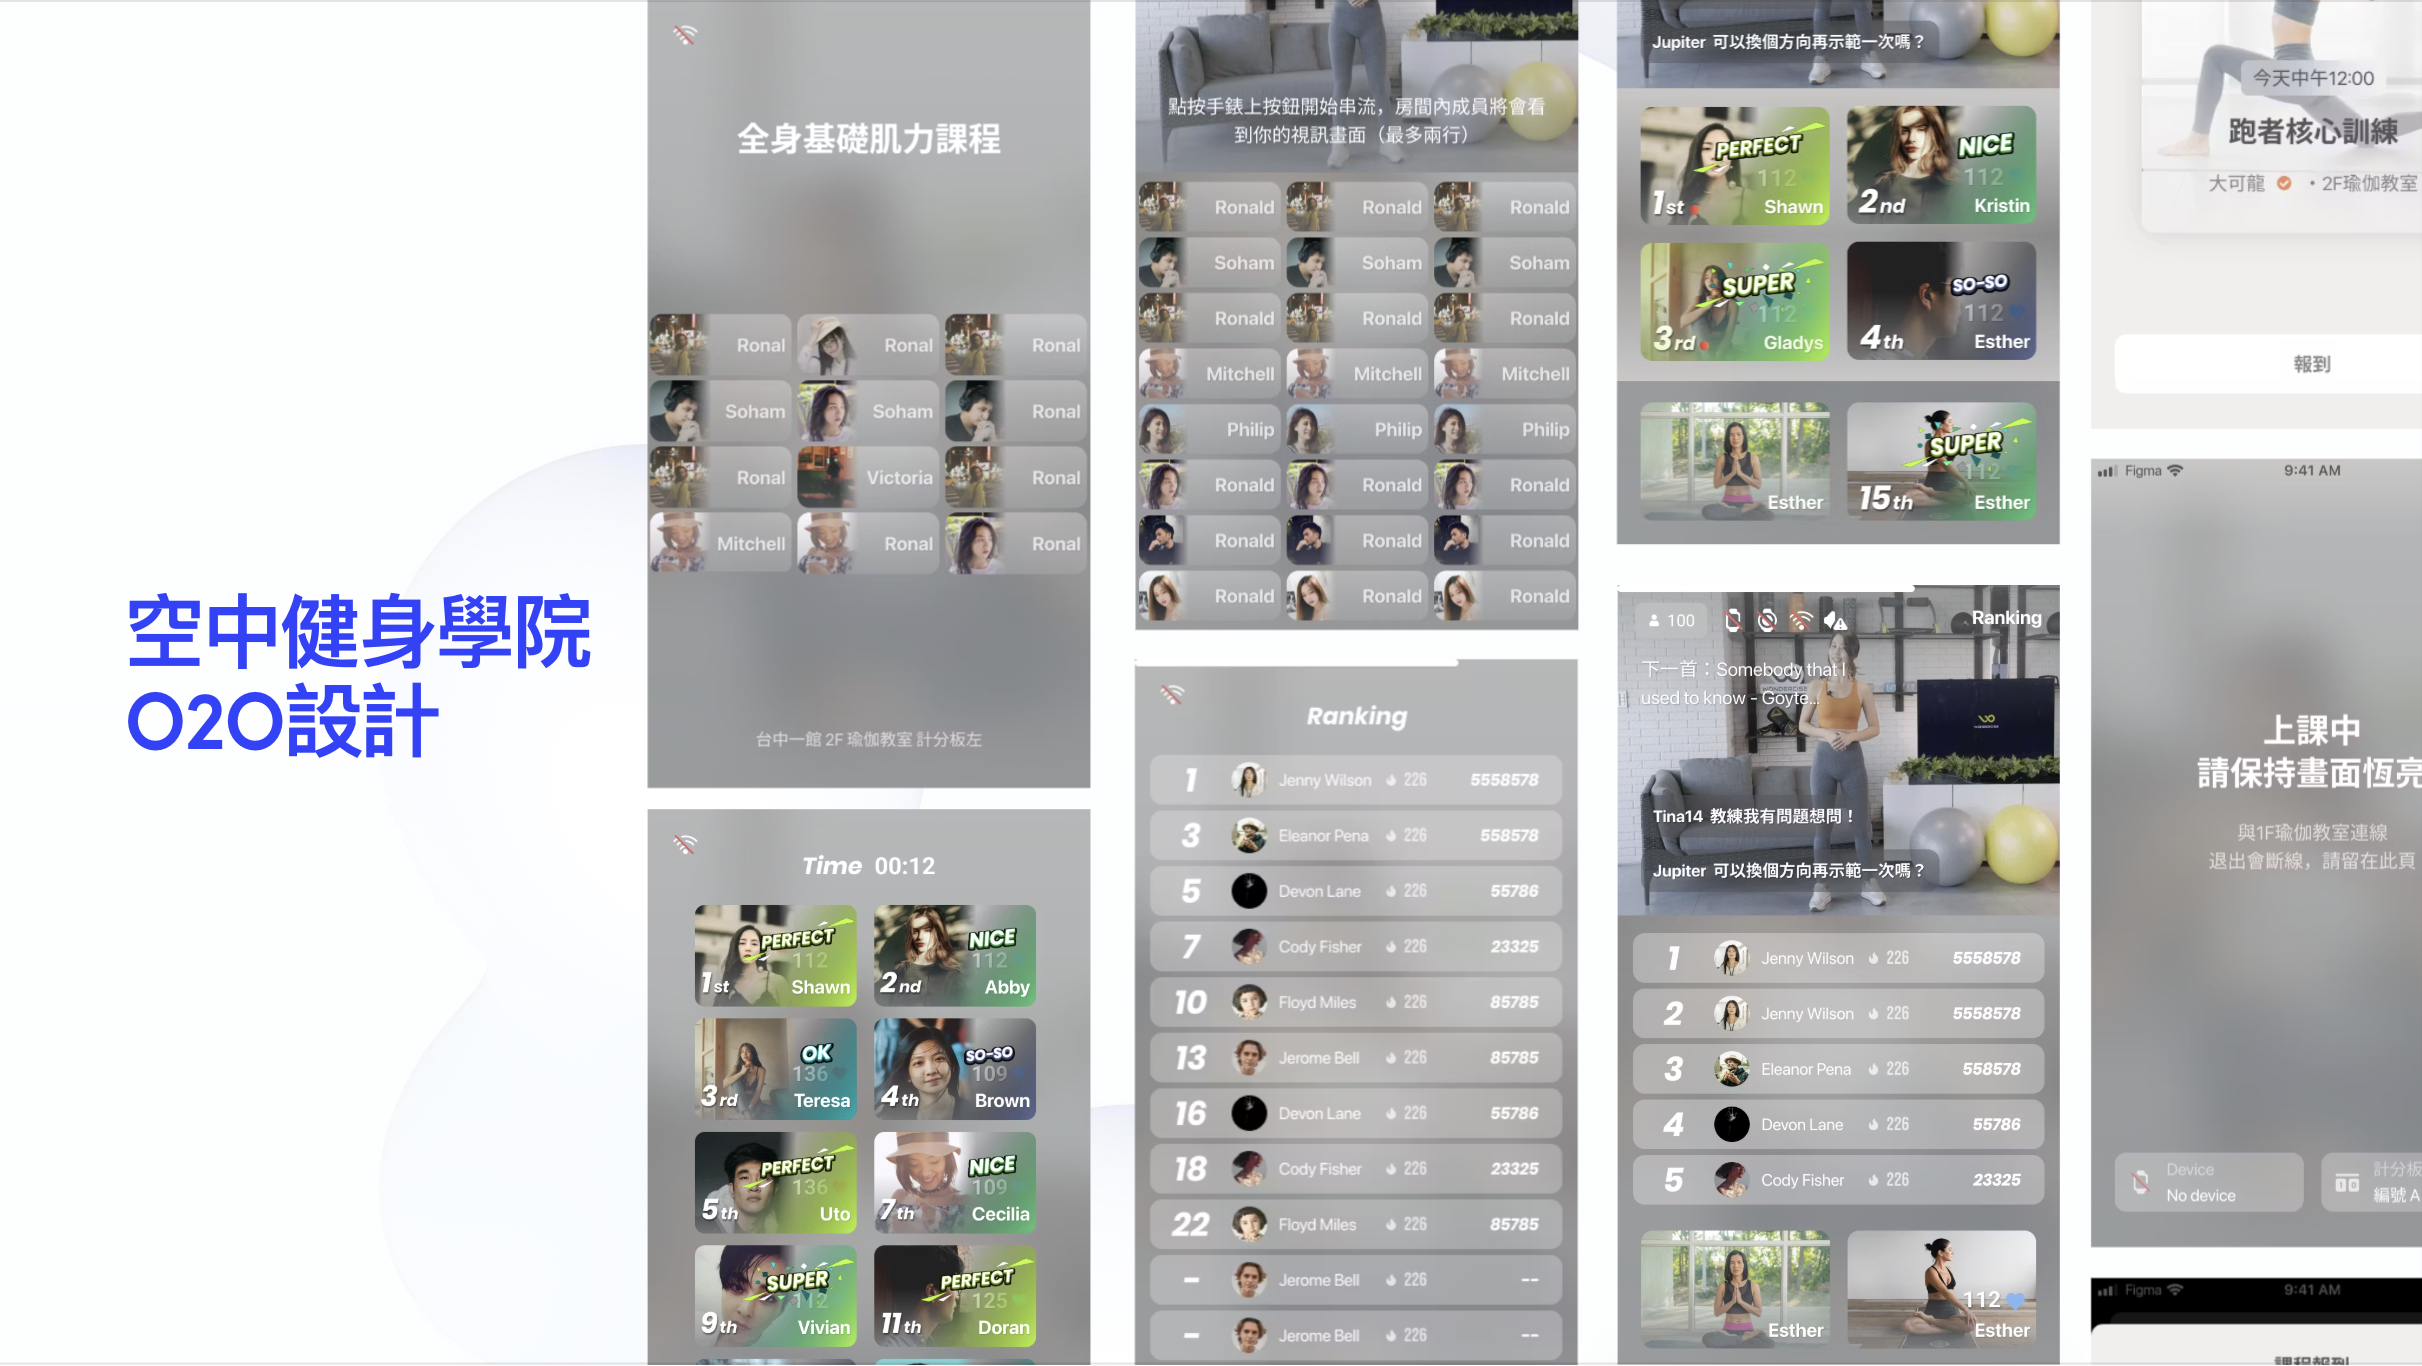 空中健身學院
O2O設計
全身基礎肌力課程
Ronal
Ronal
Ronal
Soham
Soham
Ronal
Ronal
Victoria
Ronal
Mitchell
Ronal
Ronal
台中一館 2F 瑜伽教室 計分板左
Time 00:12
PERFECT
112
1st
Shawn
NICE
112
2nd
Abby
OK
136
3rd
Teresa
SO-SO
109
4th
Brown
PERFECT
136
5th
Uto
NICE
109
7th
Cecilia
SUPER
112
9th
Vivian
PERFECT
125
11th
Doran
點按手錶上按鈕開始串流，房間內成員將會看
到你的視訊畫面（最多兩行）
Ronald
Ronald
Ronald
Soham
Soham
Soham
Ronald
Ronald
Ronald
Mitchell
Mitchell
Mitchell
Philip
Philip
Philip
Ronald
Ronald
Ronald
Ronald
Ronald
Ronald
Ronald
Ronald
Ronald
Ranking
1 Jenny Wilson 226 5558578
3 Eleanor Pena 226 558578
5 Devon Lane 226 55786
7 Cody Fisher 226 23325
10 Floyd Miles 226 85785
13 Jerome Bell 226 85785
16 Devon Lane 226 55786
18 Cody Fisher 226 23325
22 Floyd Miles 226 85785
– Jerome Bell 226 --
– Jerome Bell 226 --
Jupiter 可以換個方向再示範一次嗎？
PERFECT
112
1st
Shawn
NICE
112
2nd
Kristin
SUPER
112
3rd
Gladys
SO-SO
112
4th
Esther
Esther
SUPER
112
15th
Esther
100
Ranking
下一首：Somebody that I
used to know - Goyte...
WONDERCISE
Tina14 教練我有問題想問！
Jupiter 可以換個方向再示範一次嗎？
1 Jenny Wilson 226 5558578
2 Jenny Wilson 226 5558578
3 Eleanor Pena 226 558578
4 Devon Lane 226 55786
5 Cody Fisher 226 23325
Esther
112
Esther
今天中午12:00
跑者核心訓練
大可龍 ・2F瑜伽教室
報到
Figma 9:41 AM
上課中
請保持畫面恆亮
與1F瑜伽教室連線
退出會斷線，請留在此頁
Device
No device
計分板
編號 A
Figma 9:41 AM
課程報到